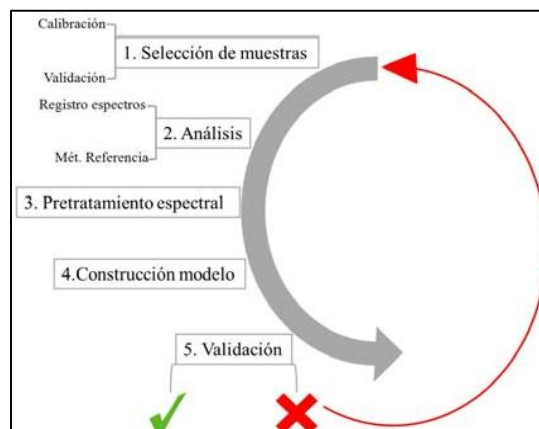 Calibración
1. Selección de muestras
Validación
Registro espectros
2. Análisis
Mét. Referencia
3. Pretratamiento espectral
4.Construcción modelo
5. Validación